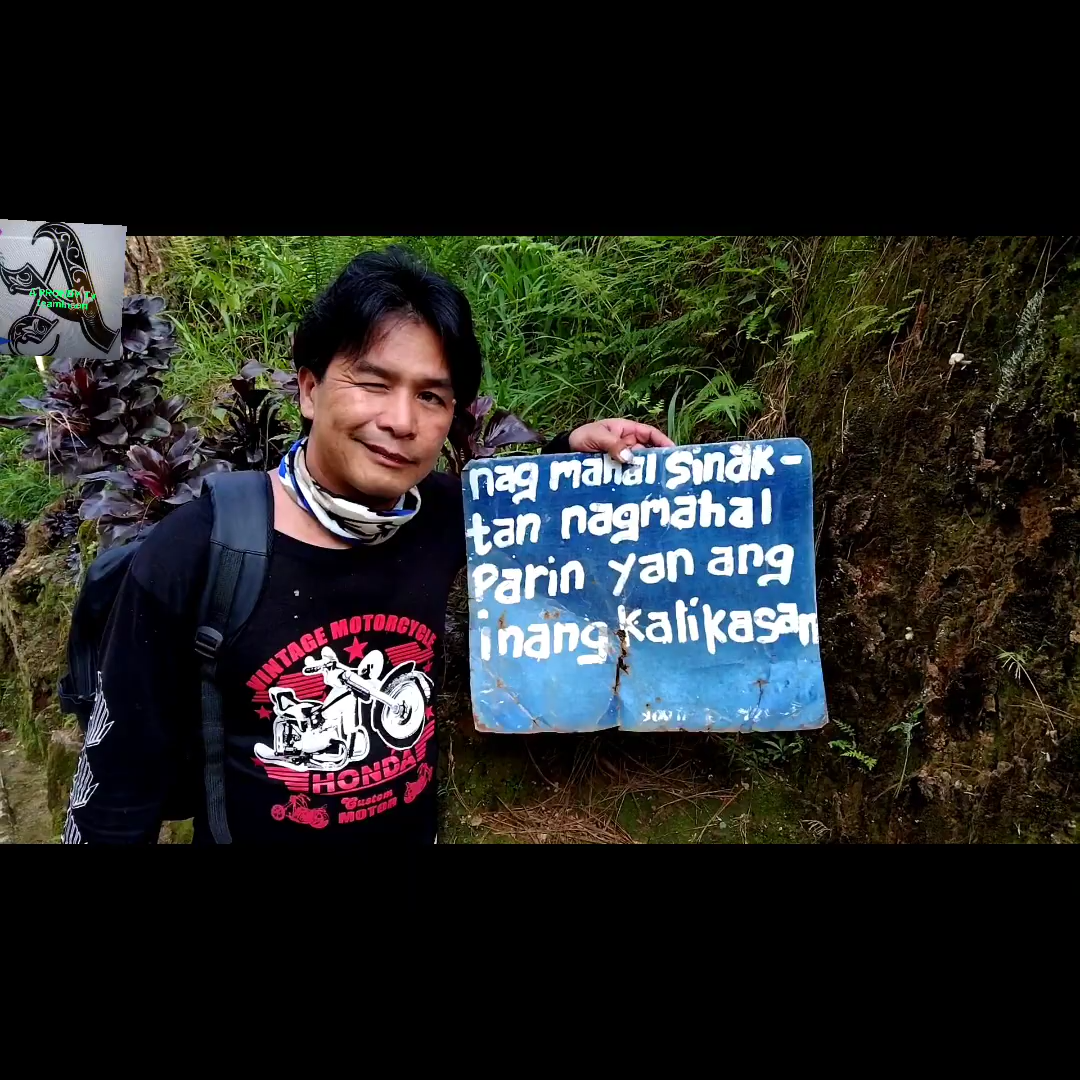 nag mahal sinak-
tan nagmahal
Parin yan ang
inang kalikasan
VINTAGE MOTORCYCLE
HONDA
Custom
MOTOR